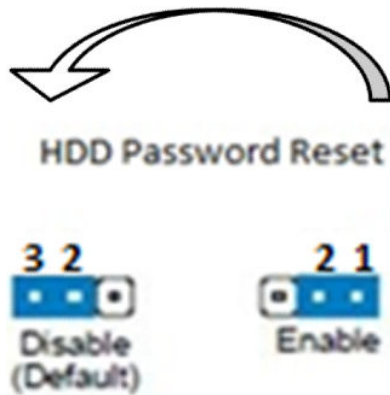 HDD Password Reset
3 2
2 1
Disable
(Default)
Enable